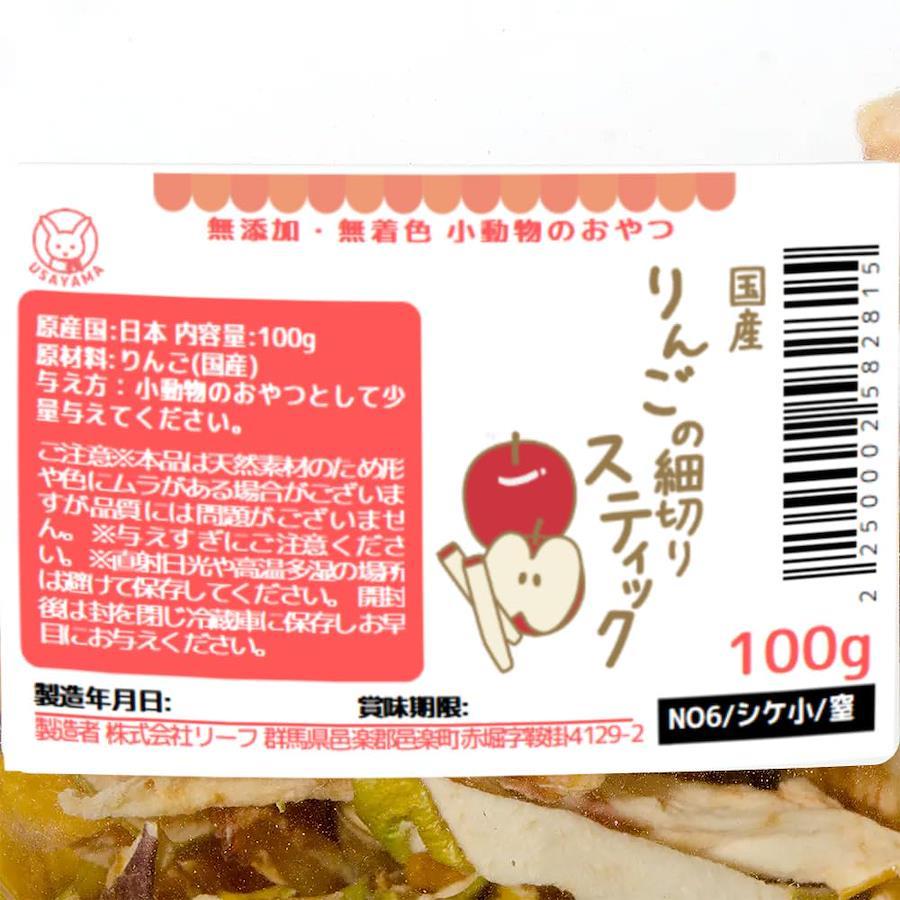 無添加・無着色 小動物のおやつ
USAYAMA
国産
りんごの細切り
スティック
原産国:日本 内容量:100g
原材料:りんご(国産)
与え方：小動物のおやつとして少
量与えてください。
ご注意※本品は天然素材のため形
や色にムラがある場合がございま
すが品質には問題がございませ
ん。※与えすぎにご注意くださ
い。※直射日光や高温多湿の場所
は避けて保存してください。開封
後は封を閉じ冷蔵庫に保存しお早
目にお与えください。
2250002582815
100g
製造年月日: 賞味期限:
NO6/シケ小/窒
製造者 株式会社リーフ 群馬県邑楽郡邑楽町赤堀字鞍掛4129-2